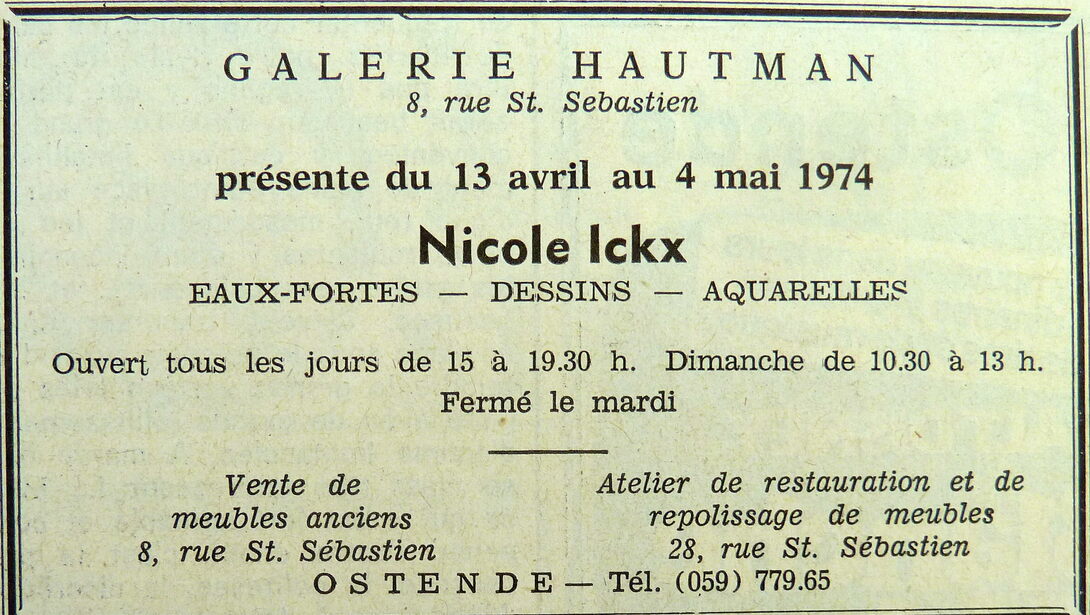 GALERIE HAUTMAN
8, rue St. Sebastien
présente du 13 avril au 4 mai 1974
Nicole Ickx
EAUX-FORTES — DESSINS — AQUARELLES
Ouvert tous les jours de 15 à 19.30 h. Dimanche de 10.30 à 13 h.
Fermé le mardi
Vente de
meubles anciens
8, rue St. Sébastien
Atelier de restauration et de
repolissage de meubles
28, rue St. Sébastien
OSTENDE — Tél. (059) 779.65